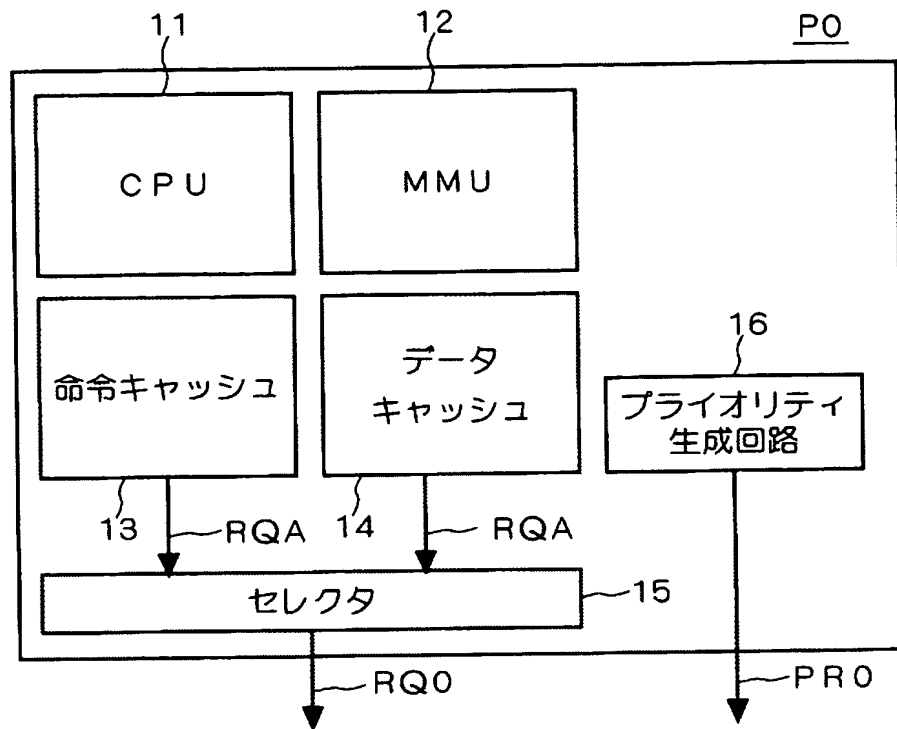 11
12
P0
CPU
MMU
命令キャッシュ
データ
キャッシュ
16
プライオリティ
生成回路
13
RQA
14
RQA
セレクタ
15
RQ0
PR0